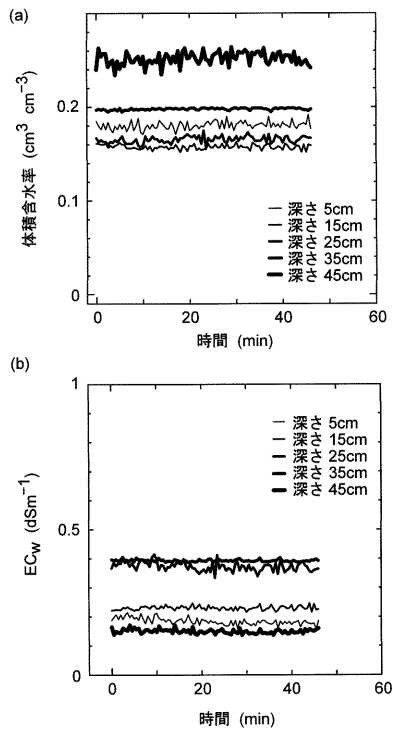 (a)
体積含水率 (cm³ cm⁻³)
0.2
0.1
0
深さ 5cm
深さ 15cm
深さ 25cm
深さ 35cm
深さ 45cm
0 20 40 60
時間 (min)
(b)
ECw (dSm⁻¹)
1
0.5
0
深さ 5cm
深さ 15cm
深さ 25cm
深さ 35cm
深さ 45cm
0 20 40 60
時間 (min)